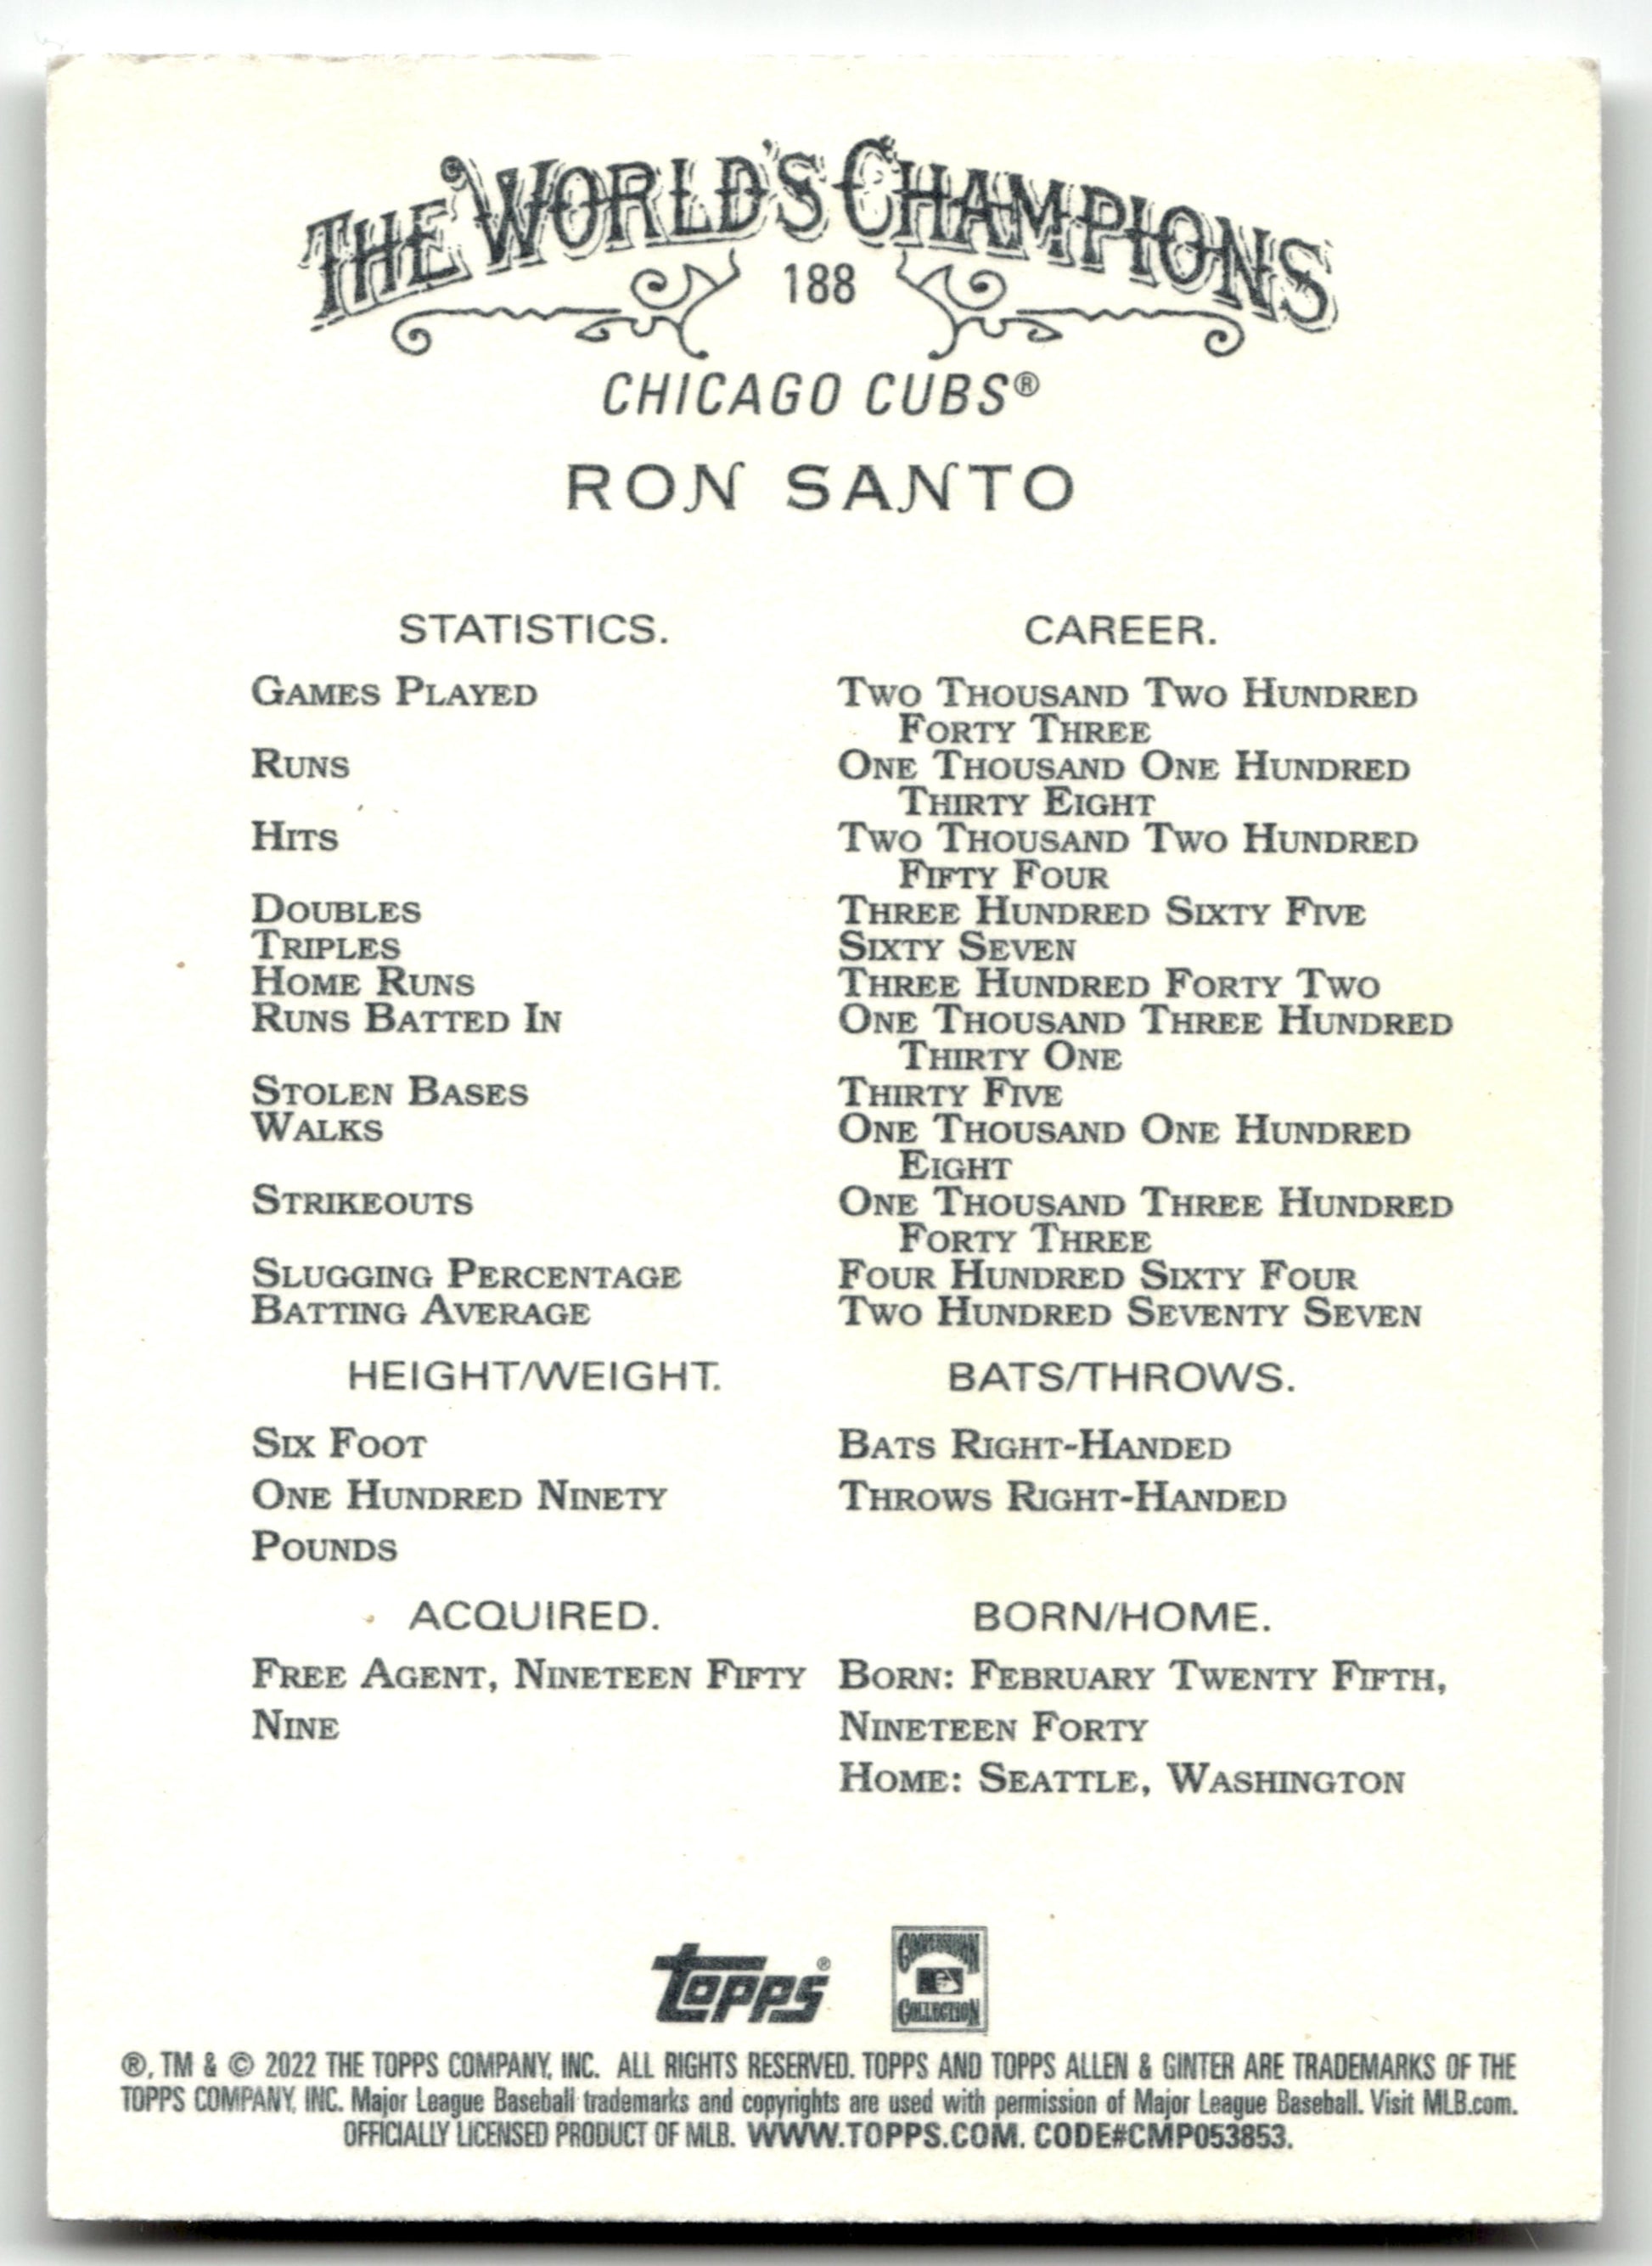 THE WORLD'S CHAMPIONS
188
CHICAGO CUBS®
RON SANTO
STATISTICS. CAREER.
GAMES PLAYED TWO THOUSAND TWO HUNDRED
FORTY THREE
RUNS ONE THOUSAND ONE HUNDRED
THIRTY EIGHT
HITS TWO THOUSAND TWO HUNDRED
FIFTY FOUR
DOUBLES THREE HUNDRED SIXTY FIVE
TRIPLES SIXTY SEVEN
HOME RUNS THREE HUNDRED FORTY TWO
RUNS BATTED IN ONE THOUSAND THREE HUNDRED
THIRTY ONE
STOLEN BASES THIRTY FIVE
WALKS ONE THOUSAND ONE HUNDRED
EIGHT
STRIKEOUTS ONE THOUSAND THREE HUNDRED
FORTY THREE
SLUGGING PERCENTAGE FOUR HUNDRED SIXTY FOUR
BATTING AVERAGE TWO HUNDRED SEVENTY SEVEN
HEIGHT/WEIGHT. BATS/THROWS.
SIX FOOT BATS RIGHT-HANDED
ONE HUNDRED NINETY THROWS RIGHT-HANDED
POUNDS
ACQUIRED. BORN/HOME.
FREE AGENT, NINETEEN FIFTY BORN: FEBRUARY TWENTY FIFTH,
NINE NINETEEN FORTY
HOME: SEATTLE, WASHINGTON
topps®
COOPERSTOWN
COLLECTION
®, TM & © 2022 THE TOPPS COMPANY, INC. ALL RIGHTS RESERVED. TOPPS AND TOPPS ALLEN & GINTER ARE TRADEMARKS OF THE
TOPPS COMPANY, INC. Major League Baseball trademarks and copyrights are used with permission of Major League Baseball. Visit MLB.com.
OFFICIALLY LICENSED PRODUCT OF MLB. WWW.TOPPS.COM. CODE#CMP053853.